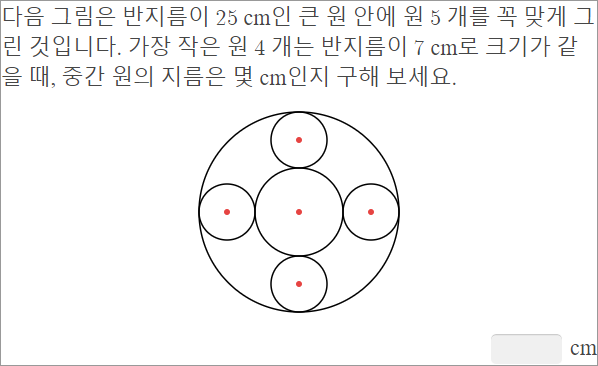 다음 그림은 반지름이 25 cm인 큰 원 안에 원 5 개를 꼭 맞게 그
린 것입니다. 가장 작은 원 4 개는 반지름이 7 cm로 크기가 같
을 때, 중간 원의 지름은 몇 cm인지 구해 보세요.
cm